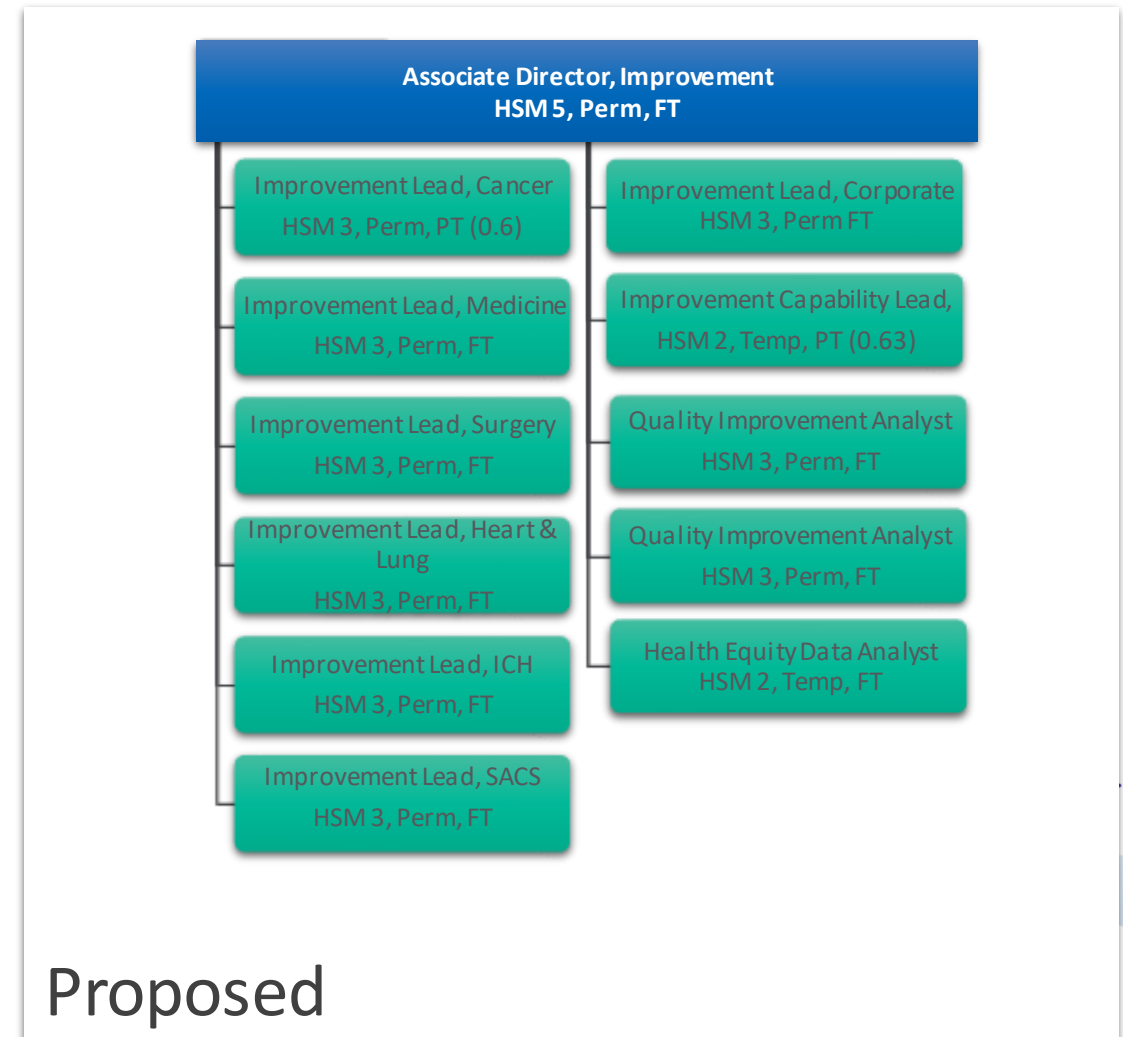 Associate Director, Improvement
HSM 5, Perm, FT
Improvement Lead, Cancer
HSM 3, Perm, PT (0.6)
Improvement Lead, Medicine
HSM 3, Perm, FT
Improvement Lead, Surgery
HSM 3, Perm, FT
Improvement Lead, Heart &
Lung
HSM 3, Perm, FT
Improvement Lead, ICH
HSM 3, Perm, FT
Improvement Lead, SACS
HSM 3, Perm, FT
Improvement Lead, Corporate
HSM 3, Perm FT
Improvement Capability Lead,
HSM 2, Temp, PT (0.63)
Quality Improvement Analyst
HSM 3, Perm, FT
Quality Improvement Analyst
HSM 3, Perm, FT
Health Equity Data Analyst
HSM 2, Temp, FT
Proposed